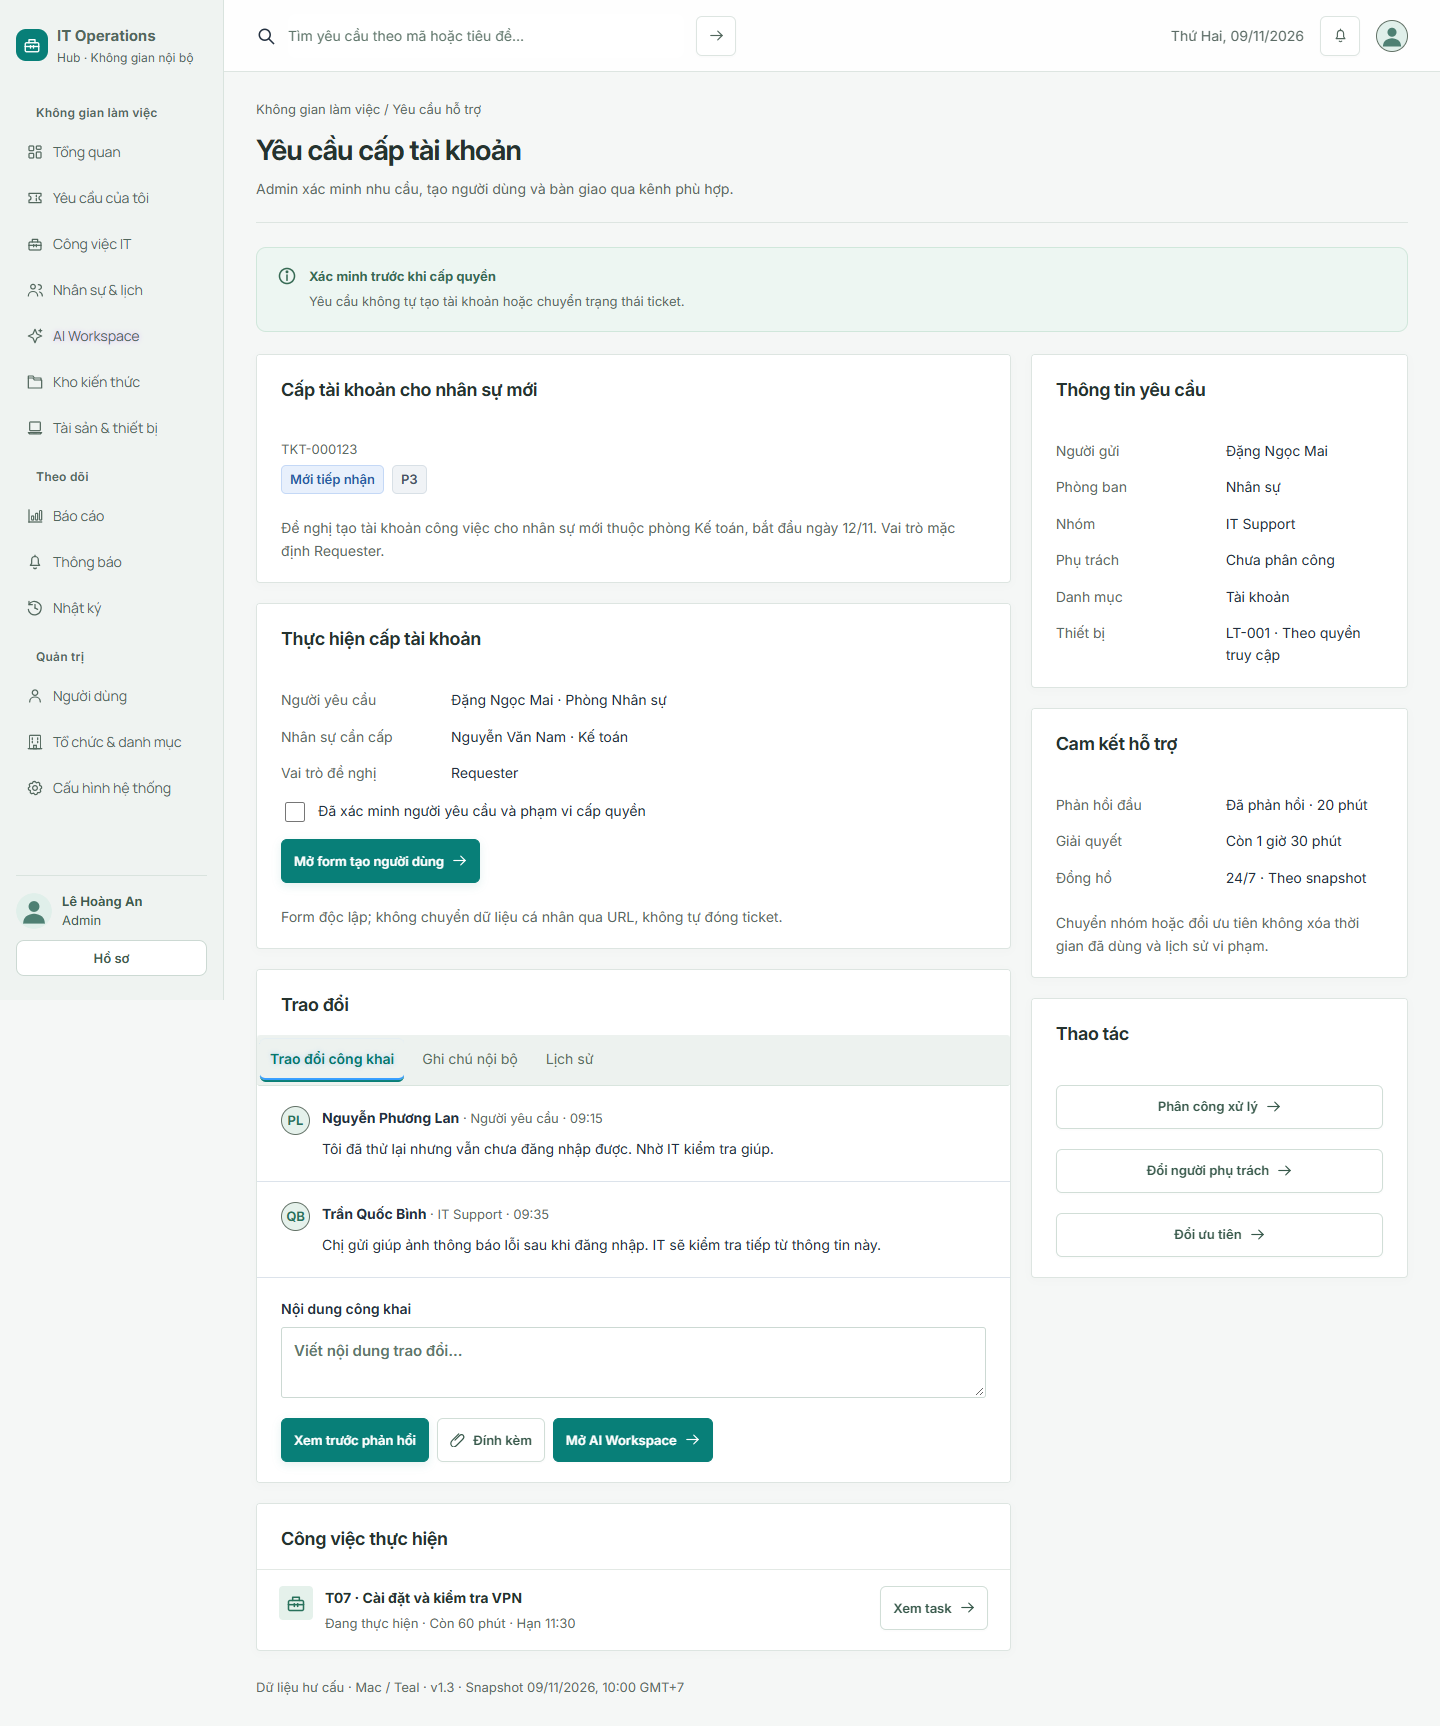 IT Operations
Hub · Không gian nội bộ
Không gian làm việc
Tổng quan
Yêu cầu của tôi
Công việc IT
Nhân sự & lịch
AI Workspace
Kho kiến thức
Tài sản & thiết bị
Theo dõi
Báo cáo
Thông báo
Nhật ký
Quản trị
Người dùng
Tổ chức & danh mục
Cấu hình hệ thống
Lê Hoàng An
Admin
Hồ sơ
Tìm yêu cầu theo mã hoặc tiêu đề...
Thứ Hai, 09/11/2026
Không gian làm việc / Yêu cầu hỗ trợ
Yêu cầu cấp tài khoản
Admin xác minh nhu cầu, tạo người dùng và bàn giao qua kênh phù hợp.
Xác minh trước khi cấp quyền
Yêu cầu không tự tạo tài khoản hoặc chuyển trạng thái ticket.
Cấp tài khoản cho nhân sự mới
TKT-000123
Mới tiếp nhận P3
Đề nghị tạo tài khoản công việc cho nhân sự mới thuộc phòng Kế toán, bắt đầu ngày 12/11. Vai trò mặc
định Requester.
Thực hiện cấp tài khoản
Người yêu cầu Đặng Ngọc Mai · Phòng Nhân sự
Nhân sự cần cấp Nguyễn Văn Nam · Kế toán
Vai trò đề nghị Requester
Đã xác minh người yêu cầu và phạm vi cấp quyền
Mở form tạo người dùng →
Form độc lập; không chuyển dữ liệu cá nhân qua URL, không tự đóng ticket.
Trao đổi
Trao đổi công khai Ghi chú nội bộ Lịch sử
PL Nguyễn Phương Lan · Người yêu cầu · 09:15
Tôi đã thử lại nhưng vẫn chưa đăng nhập được. Nhờ IT kiểm tra giúp.
QB Trần Quốc Bình · IT Support · 09:35
Chị gửi giúp ảnh thông báo lỗi sau khi đăng nhập. IT sẽ kiểm tra tiếp từ thông tin này.
Nội dung công khai
Viết nội dung trao đổi...
Xem trước phản hồi Đính kèm Mở AI Workspace →
Công việc thực hiện
T07 · Cài đặt và kiểm tra VPN
Đang thực hiện · Còn 60 phút · Hạn 11:30
Xem task →
Thông tin yêu cầu
Người gửi Đặng Ngọc Mai
Phòng ban Nhân sự
Nhóm IT Support
Phụ trách Chưa phân công
Danh mục Tài khoản
Thiết bị LT-001 · Theo quyền
truy cập
Cam kết hỗ trợ
Phản hồi đầu Đã phản hồi · 20 phút
Giải quyết Còn 1 giờ 30 phút
Đồng hồ 24/7 · Theo snapshot
Chuyển nhóm hoặc đổi ưu tiên không xóa thời
gian đã dùng và lịch sử vi phạm.
Thao tác
Phân công xử lý →
Đổi người phụ trách →
Đổi ưu tiên →
Dữ liệu hư cấu · Mac / Teal · v1.3 · Snapshot 09/11/2026, 10:00 GMT+7